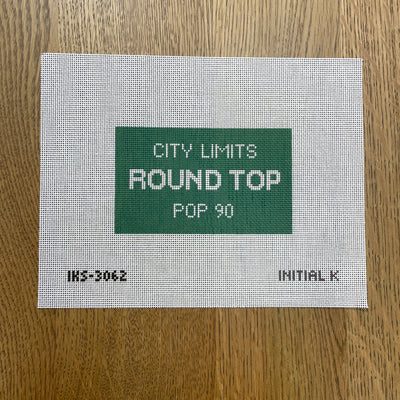 CITY LIMITS
ROUND TOP
POP 90
IKS-3062
INITIAL K